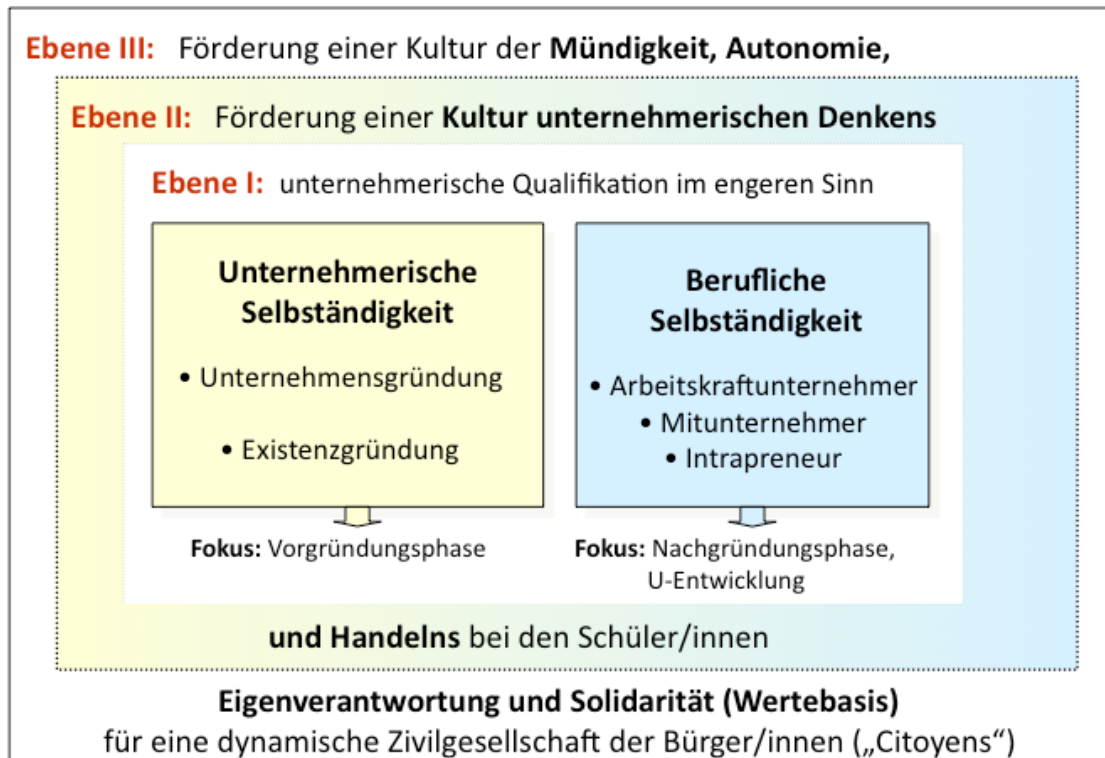 Ebene III: Förderung einer Kultur der Mündigkeit, Autonomie,
Ebene II: Förderung einer Kultur unternehmerischen Denkens
Ebene I: unternehmerische Qualifikation im engeren Sinn
Unternehmerische
Selbständigkeit
• Unternehmensgründung
• Existenzgründung
Fokus: Vorgründungsphase
Berufliche
Selbständigkeit
• Arbeitskraftunternehmer
• Mitunternehmer
• Intrapreneur
Fokus: Nachgründungsphase,
U-Entwicklung
und Handelns bei den Schüler/innen
Eigenverantwortung und Solidarität (Wertebasis)
für eine dynamische Zivilgesellschaft der Bürger/innen („Citoyens“)